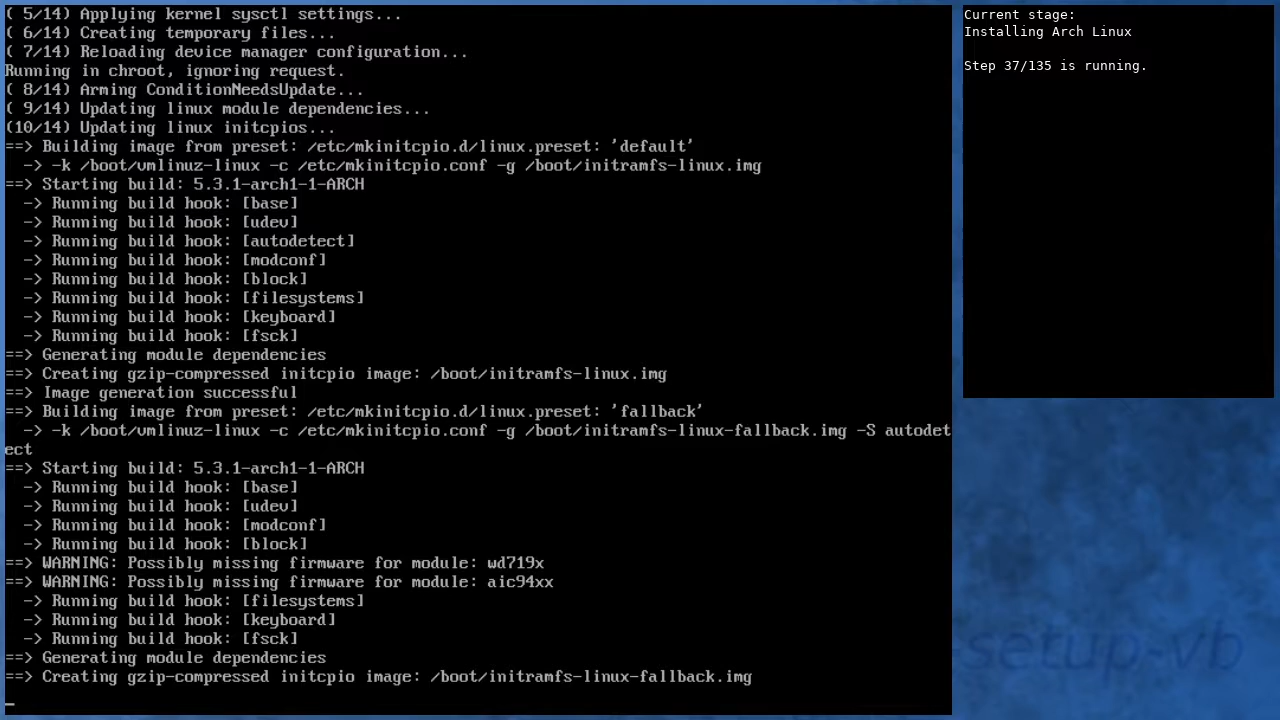 ( 5/14) Applying kernel sysctl settings...
( 6/14) Creating temporary files...
( 7/14) Reloading device manager configuration...
Running in chroot, ignoring request.
( 8/14) Arming ConditionNeedsUpdate...
( 9/14) Updating linux module dependencies...
(10/14) Updating linux initcpios...
==> Building image from preset: /etc/mkinitcpio.d/linux.preset: 'default'
  -> -k /boot/vmlinuz-linux -c /etc/mkinitcpio.conf -g /boot/initramfs-linux.img
==> Starting build: 5.3.1-arch1-1-ARCH
  -> Running build hook: [base]
  -> Running build hook: [udev]
  -> Running build hook: [autodetect]
  -> Running build hook: [modconf]
  -> Running build hook: [block]
  -> Running build hook: [filesystems]
  -> Running build hook: [keyboard]
  -> Running build hook: [fsck]
==> Generating module dependencies
==> Creating gzip-compressed initcpio image: /boot/initramfs-linux.img
==> Image generation successful
==> Building image from preset: /etc/mkinitcpio.d/linux.preset: 'fallback'
  -> -k /boot/vmlinuz-linux -c /etc/mkinitcpio.conf -g /boot/initramfs-linux-fallback.img -S autodet
ect
==> Starting build: 5.3.1-arch1-1-ARCH
  -> Running build hook: [base]
  -> Running build hook: [udev]
  -> Running build hook: [modconf]
  -> Running build hook: [block]
==> WARNING: Possibly missing firmware for module: wd719x
==> WARNING: Possibly missing firmware for module: aic94xx
  -> Running build hook: [filesystems]
  -> Running build hook: [keyboard]
  -> Running build hook: [fsck]
==> Generating module dependencies
==> Creating gzip-compressed initcpio image: /boot/initramfs-linux-fallback.img
Current stage:
Installing Arch Linux
Step 37/135 is running.
-setup-vb